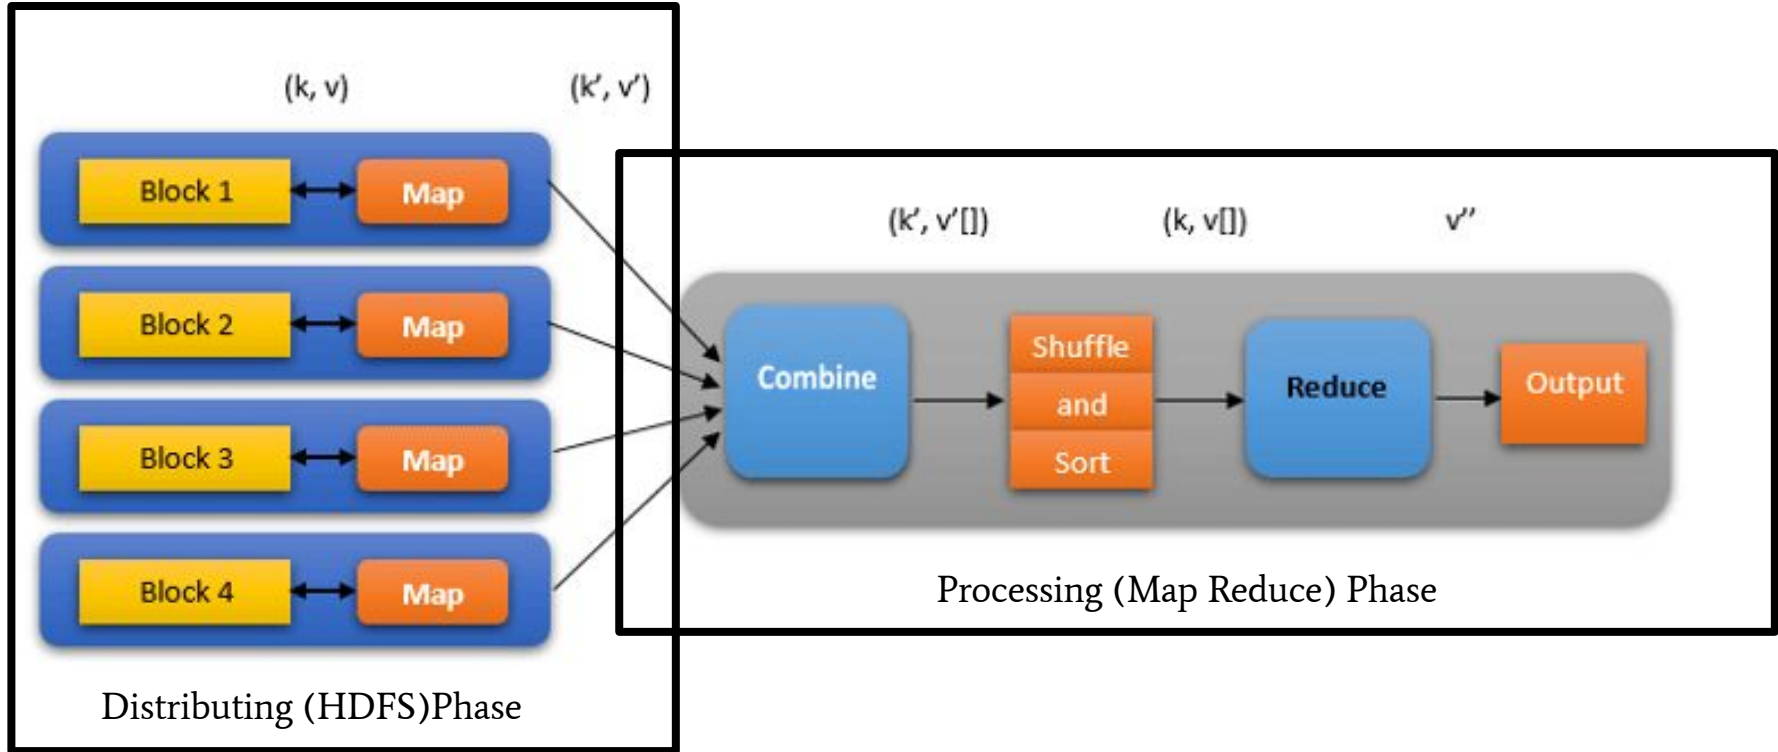 (k, v)
(k’, v’)
Block 1
Map
Block 2
Map
Block 3
Map
Block 4
Map
Distributing (HDFS)Phase
(k’, v’[])
(k, v[])
v’’
Combine
Shuffle
and
Sort
Reduce
Output
Processing (Map Reduce) Phase